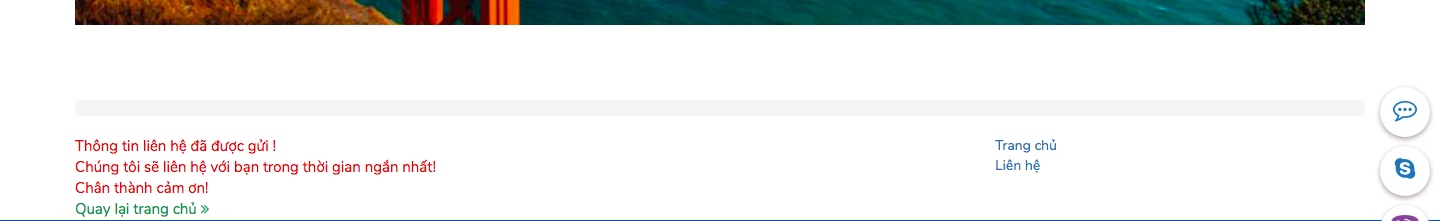 Thông tin liên hệ đã được gửi !
Chúng tôi sẽ liên hệ với bạn trong thời gian ngắn nhất!
Chân thành cảm ơn!
Quay lại trang chủ »
Trang chủ
Liên hệ